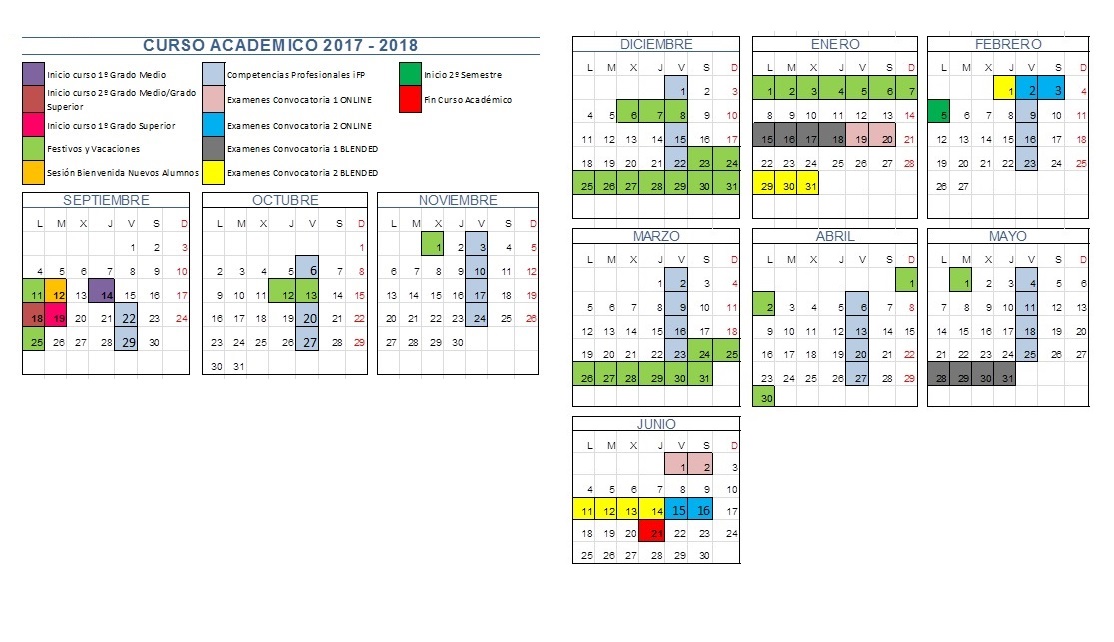 CURSO ACADEMICO 2017 - 2018
Inicio curso 1º Grado Medio
Inicio curso 2º Grado Medio/Grado
Superior
Inicio curso 1º Grado Superior
Festivos y Vacaciones
Sesión Bienvenida Nuevos Alumnos
Competencias Profesionales iFP
Examenes Convocatoria 1 ONLINE
Examenes Convocatoria 2 ONLINE
Examenes Convocatoria 1 BLENDED
Examenes Convocatoria 2 BLENDED
Inicio 2º Semestre
Fin Curso Académico
SEPTIEMBRE
L M X J V S D
1 2 3
4 5 6 7 8 9 10
11 12 13 14 15 16 17
18 19 20 21 22 23 24
25 26 27 28 29 30
OCTUBRE
L M X J V S D
1
2 3 4 5 6 7 8
9 10 11 12 13 14 15
16 17 18 19 20 21 22
23 24 25 26 27 28 29
30 31
NOVIEMBRE
L M X J V S D
1 2 3 4 5
6 7 8 9 10 11 12
13 14 15 16 17 18 19
20 21 22 23 24 25 26
27 28 29 30
DICIEMBRE
L M X J V S D
1 2 3
4 5 6 7 8 9 10
11 12 13 14 15 16 17
18 19 20 21 22 23 24
25 26 27 28 29 30 31
ENERO
L M X J V S D
1 2 3 4 5 6 7
8 9 10 11 12 13 14
15 16 17 18 19 20 21
22 23 24 25 26 27 28
29 30 31
FEBRERO
L M X J V S D
1 2 3 4
5 6 7 8 9 10 11
12 13 14 15 16 17 18
19 20 21 22 23 24 25
26 27
MARZO
L M X J V S D
1 2 3 4
5 6 7 8 9 10 11
12 13 14 15 16 17 18
19 20 21 22 23 24 25
26 27 28 29 30 31
ABRIL
L M X J V S D
1
2 3 4 5 6 7 8
9 10 11 12 13 14 15
16 17 18 19 20 21 22
23 24 25 26 27 28 29
30
MAYO
L M X J V S D
1 2 3 4 5 6
7 8 9 10 11 12 13
14 15 16 17 18 19 20
21 22 23 24 25 26 27
28 29 30 31
JUNIO
L M X J V S D
1 2 3
4 5 6 7 8 9 10
11 12 13 14 15 16 17
18 19 20 21 22 23 24
25 26 27 28 29 30